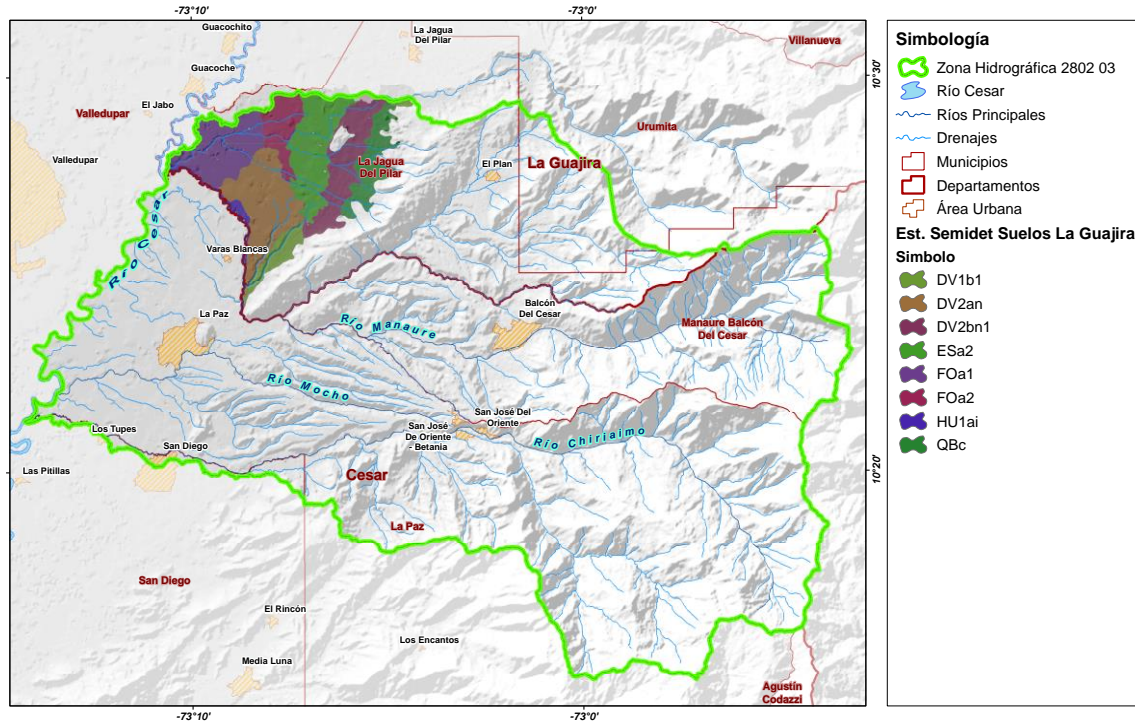 -73°10'
-73°0'
Guacochito
La Jagua
Del Pilar
Villanueva
Guacoche
10°30'
El Jabo
Valledupar
Urumita
Valledupar
La Jagua
Del Pilar
El Plan
La Guajira
Río Cesar
Varas Blancas
La Paz
Río Manaure
Balcón
Del Cesar
Manaure Balcón
Del Cesar
Río Mocho
San José Del
Oriente
Los Tupes
San José
De Oriente
- Betania
Río Chiriaimo
San Diego
Las Pitillas
Cesar
10°20'
La Paz
San Diego
El Rincón
Los Encantos
Media Luna
Agustín
Codazzi
-73°10'
-73°0'
Simbología
Zona Hidrográfica 2802 03
Río Cesar
Ríos Principales
Drenajes
Municipios
Departamentos
Área Urbana
Est. Semidet Suelos La Guajira
Simbolo
DV1b1
DV2an
DV2bn1
ESa2
FOa1
FOa2
HU1ai
QBc